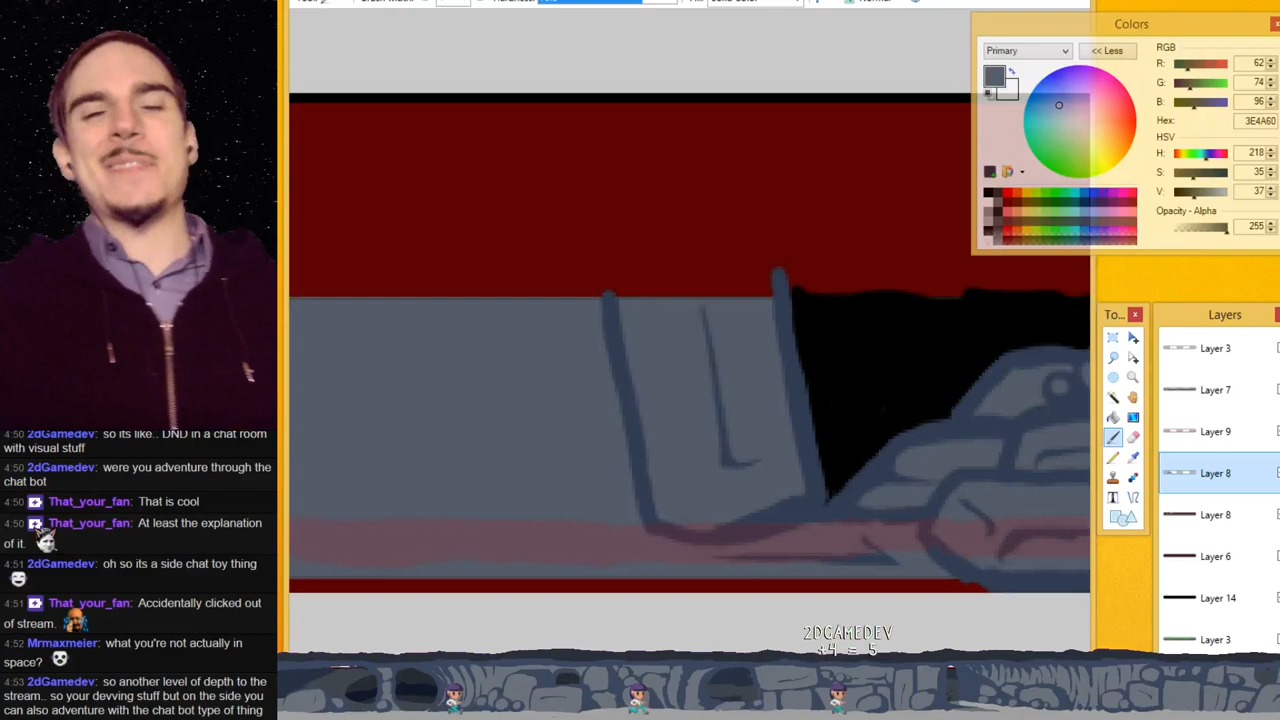 Colors
Primary
<< Less
RGB
R: 62
G: 74
B: 96
Hex: 3E4A60
HSV
H: 218
S: 35
V: 37
Opacity - Alpha
255
To...
Layers
Layer 3
Layer 7
Layer 9
Layer 8
Layer 8
Layer 6
Layer 14
Layer 3
4:50 2dGamedev: so its like.. DND in a chat room
with visual stuff
4:50 2dGamedev: were you adventure through the
chat bot
4:50 That_your_fan: That is cool
4:50 That_your_fan: At least the explanation
of it.
4:51 2dGamedev: oh so its a side chat toy thing
4:51 That_your_fan: Accidentally clicked out
of stream.
4:52 Mrmaxmeier: what you're not actually in
space?
4:53 2dGamedev: so another level of depth to the
stream.. so your devving stuff but on the side you
can also adventure with the chat bot type of thing
2DGAMEDEV
+4 = 5